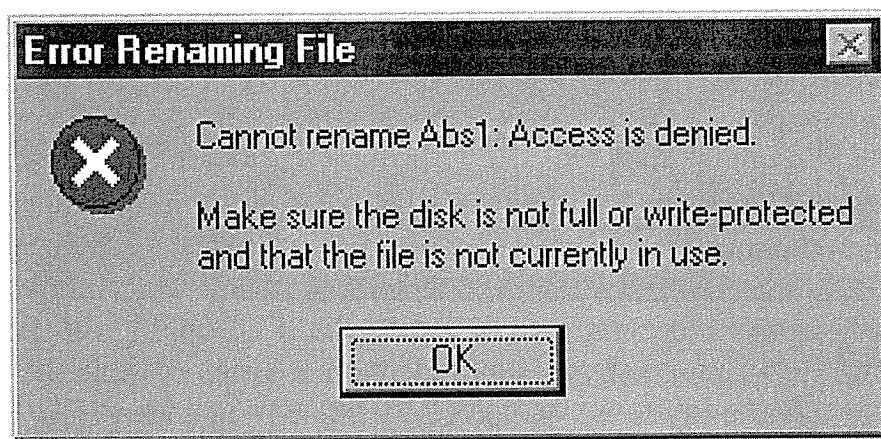 Error Renaming File
Cannot rename Abs1: Access is denied.
Make sure the disk is not full or write-protected
and that the file is not currently in use.
OK